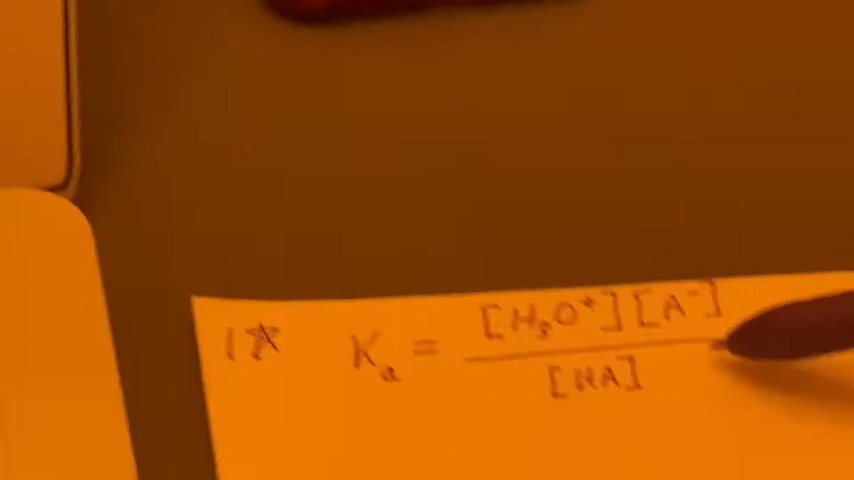 1★ Kₐ = [H₃O⁺][A⁻] / [HA]